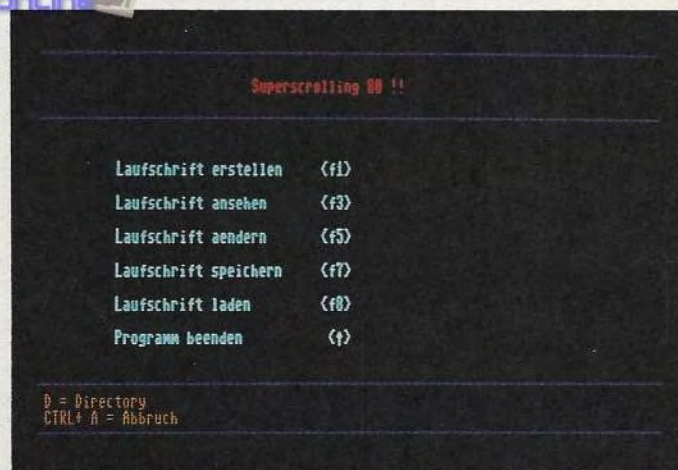 Superscrolling 80 !!
Laufschrift erstellen <f1>
Laufschrift ansehen <f3>
Laufschrift aendern <f5>
Laufschrift speichern <f7>
Laufschrift laden <f8>
Programm beenden <↑>
D = Directory
CTRL+ A = Abbruch